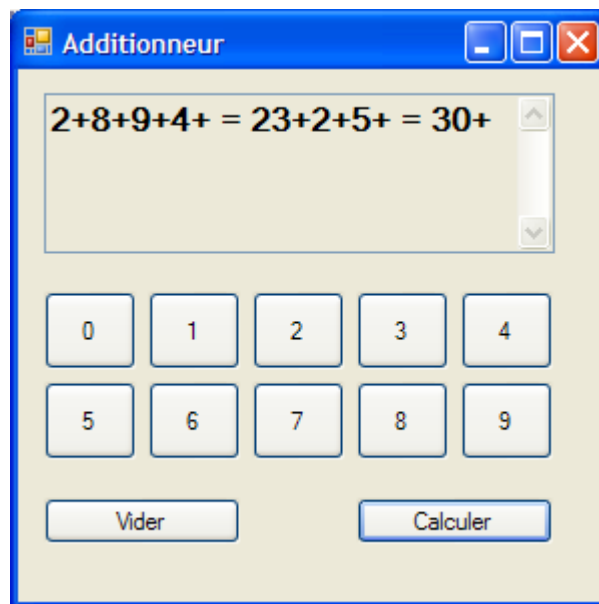 Additionneur
2+8+9+4+ = 23+2+5+ = 30+
0 1 2 3 4
5 6 7 8 9
Vider Calculer